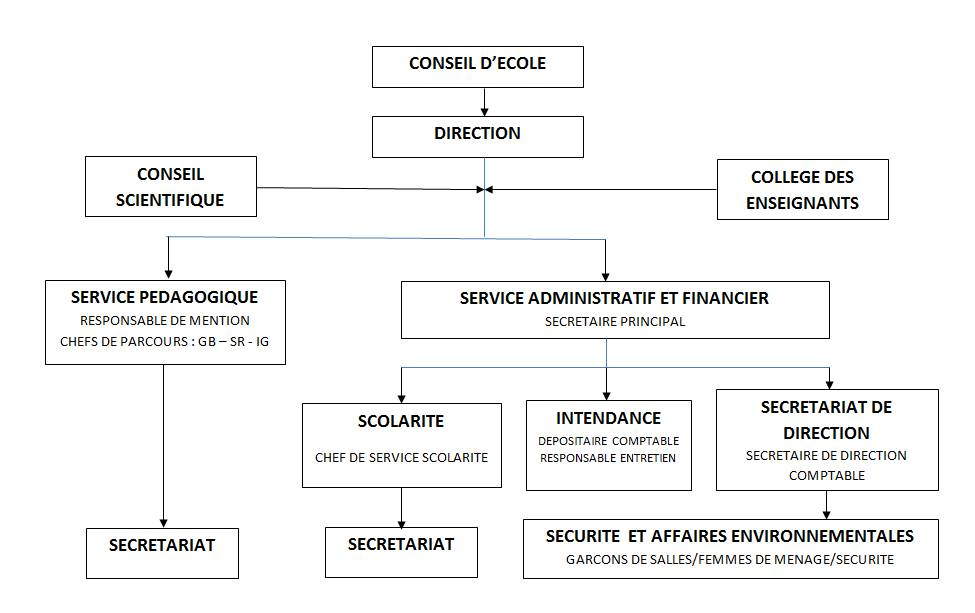 CONSEIL D’ECOLE
DIRECTION
CONSEIL
SCIENTIFIQUE
COLLEGE DES
ENSEIGNANTS
SERVICE PEDAGOGIQUE
RESPONSABLE DE MENTION
CHEFS DE PARCOURS : GB – SR - IG
SERVICE ADMINISTRATIF ET FINANCIER
SECRETAIRE PRINCIPAL
SCOLARITE
CHEF DE SERVICE SCOLARITE
INTENDANCE
DEPOSITAIRE COMPTABLE
RESPONSABLE ENTRETIEN
SECRETARIAT DE
DIRECTION
SECRETAIRE DE DIRECTION
COMPTABLE
SECRETARIAT
SECRETARIAT
SECURITE ET AFFAIRES ENVIRONNEMENTALES
GARCONS DE SALLES/FEMMES DE MENAGE/SECURITE